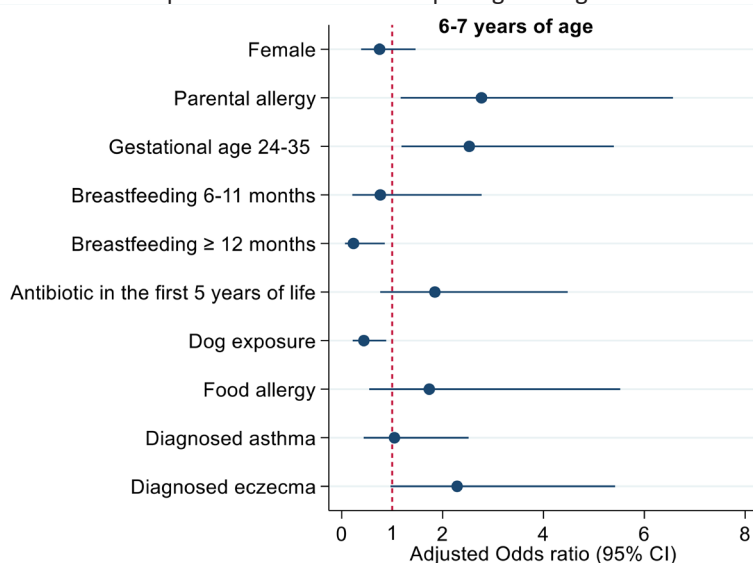 6-7 years of age
Female
Parental allergy
Gestational age 24-35
Breastfeeding 6-11 months
Breastfeeding ≥ 12 months
Antibiotic in the first 5 years of life
Dog exposure
Food allergy
Diagnosed asthma
Diagnosed eczecma
0 1 2 4 6 8
Adjusted Odds ratio (95% CI)